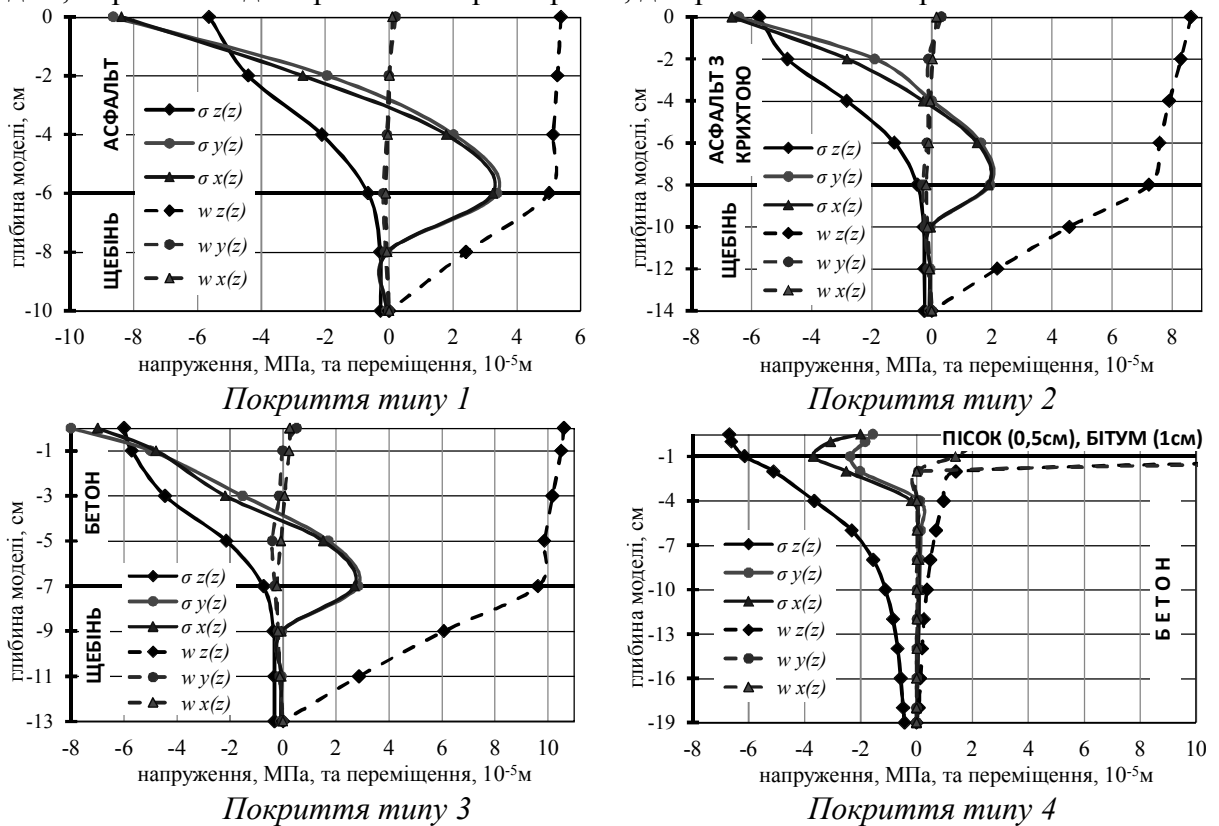 0
-2
-4
-6
-8
-10
глибина моделі, см
АСФАЛЬТ
ЩЕБІНЬ
σ z(z)
σ y(z)
σ x(z)
w z(z)
w y(z)
w x(z)
-10 -8 -6 -4 -2 0 2 4 6
напруження, МПа, та переміщення, 10-5м
Покриття типу 1
0
-2
-4
-6
-8
-10
-12
-14
глибина моделі, см
АСФАЛЬТ З
КРИХТОЮ
ЩЕБІНЬ
σ z(z)
σ y(z)
σ x(z)
w z(z)
w y(z)
w x(z)
-8 -6 -4 -2 0 2 4 6 8
напруження, МПа, та переміщення, 10-5м
Покриття типу 2
-1
-3
-5
-7
-9
-11
-13
глибина моделі, см
БЕТОН
ЩЕБІНЬ
σ z(z)
σ y(z)
σ x(z)
w z(z)
w y(z)
w x(z)
-8 -6 -4 -2 0 2 4 6 8 10
напруження, МПа, та переміщення, 10-5м
Покриття типу 3
ПІСОК (0,5см), БІТУМ (1см)
-1
-4
-7
-10
-13
-16
-19
глибина моделі, см
БЕТОН
σ z(z)
σ y(z)
σ x(z)
w z(z)
w y(z)
w x(z)
-8 -6 -4 -2 0 2 4 6 8 10
напруження, МПа, та переміщення, 10-5м
Покриття типу 4